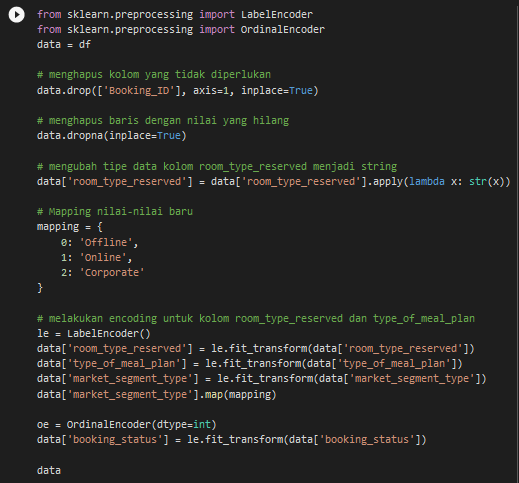 from sklearn.preprocessing import LabelEncoder
from sklearn.preprocessing import OrdinalEncoder
data = df

# menghapus kolom yang tidak diperlukan
data.drop(['Booking_ID'], axis=1, inplace=True)

# menghapus baris dengan nilai yang hilang
data.dropna(inplace=True)

# mengubah tipe data kolom room_type_reserved menjadi string
data['room_type_reserved'] = data['room_type_reserved'].apply(lambda x: str(x))

# Mapping nilai-nilai baru
mapping = {
    0: 'Offline',
    1: 'Online',
    2: 'Corporate'
}

# melakukan encoding untuk kolom room_type_reserved dan type_of_meal_plan
le = LabelEncoder()
data['room_type_reserved'] = le.fit_transform(data['room_type_reserved'])
data['type_of_meal_plan'] = le.fit_transform(data['type_of_meal_plan'])
data['market_segment_type'] = le.fit_transform(data['market_segment_type'])
data['market_segment_type'].map(mapping)

oe = OrdinalEncoder(dtype=int)
data['booking_status'] = le.fit_transform(data['booking_status'])

data